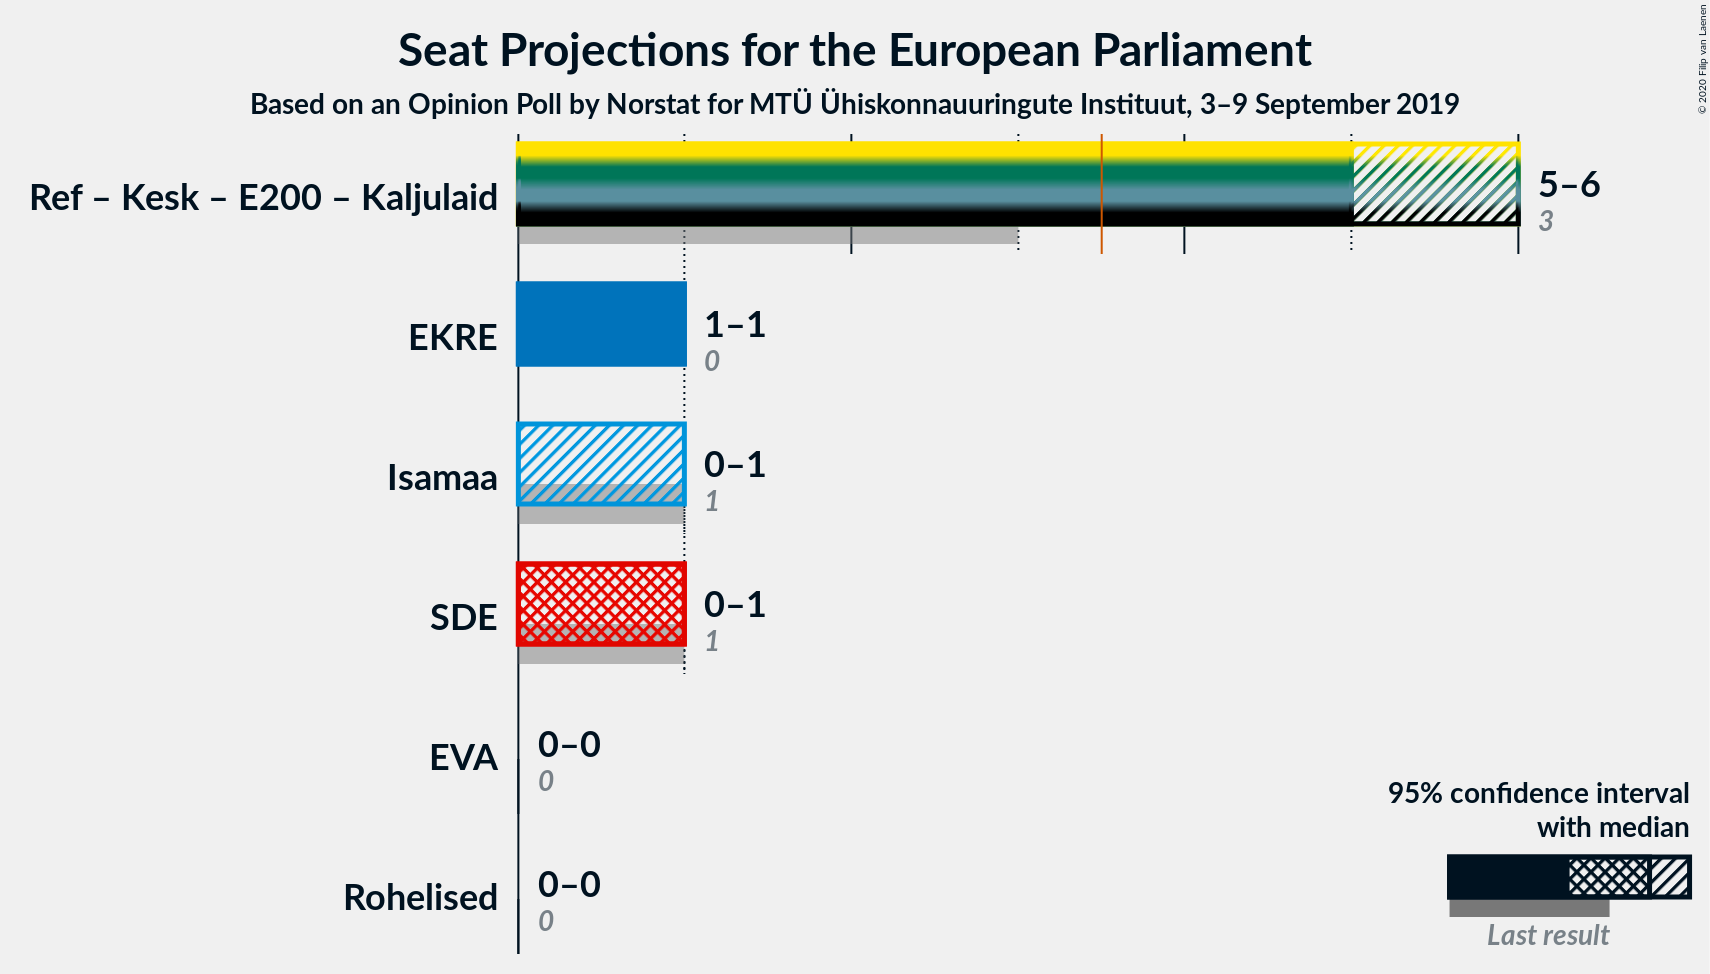 Seat Projections for the European Parliament
Based on an Opinion Poll by Norstat for MTÜ Ühiskonnauuringute Instituut, 3–9 September 2019
© 2020 Filip van Laenen
Ref – Kesk – E200 – Kaljulaid
5–6
3
EKRE
1–1
0
Isamaa
0–1
1
SDE
0–1
1
EVA
0–0
0
Rohelised
0–0
0
95% confidence interval
with median
Last result